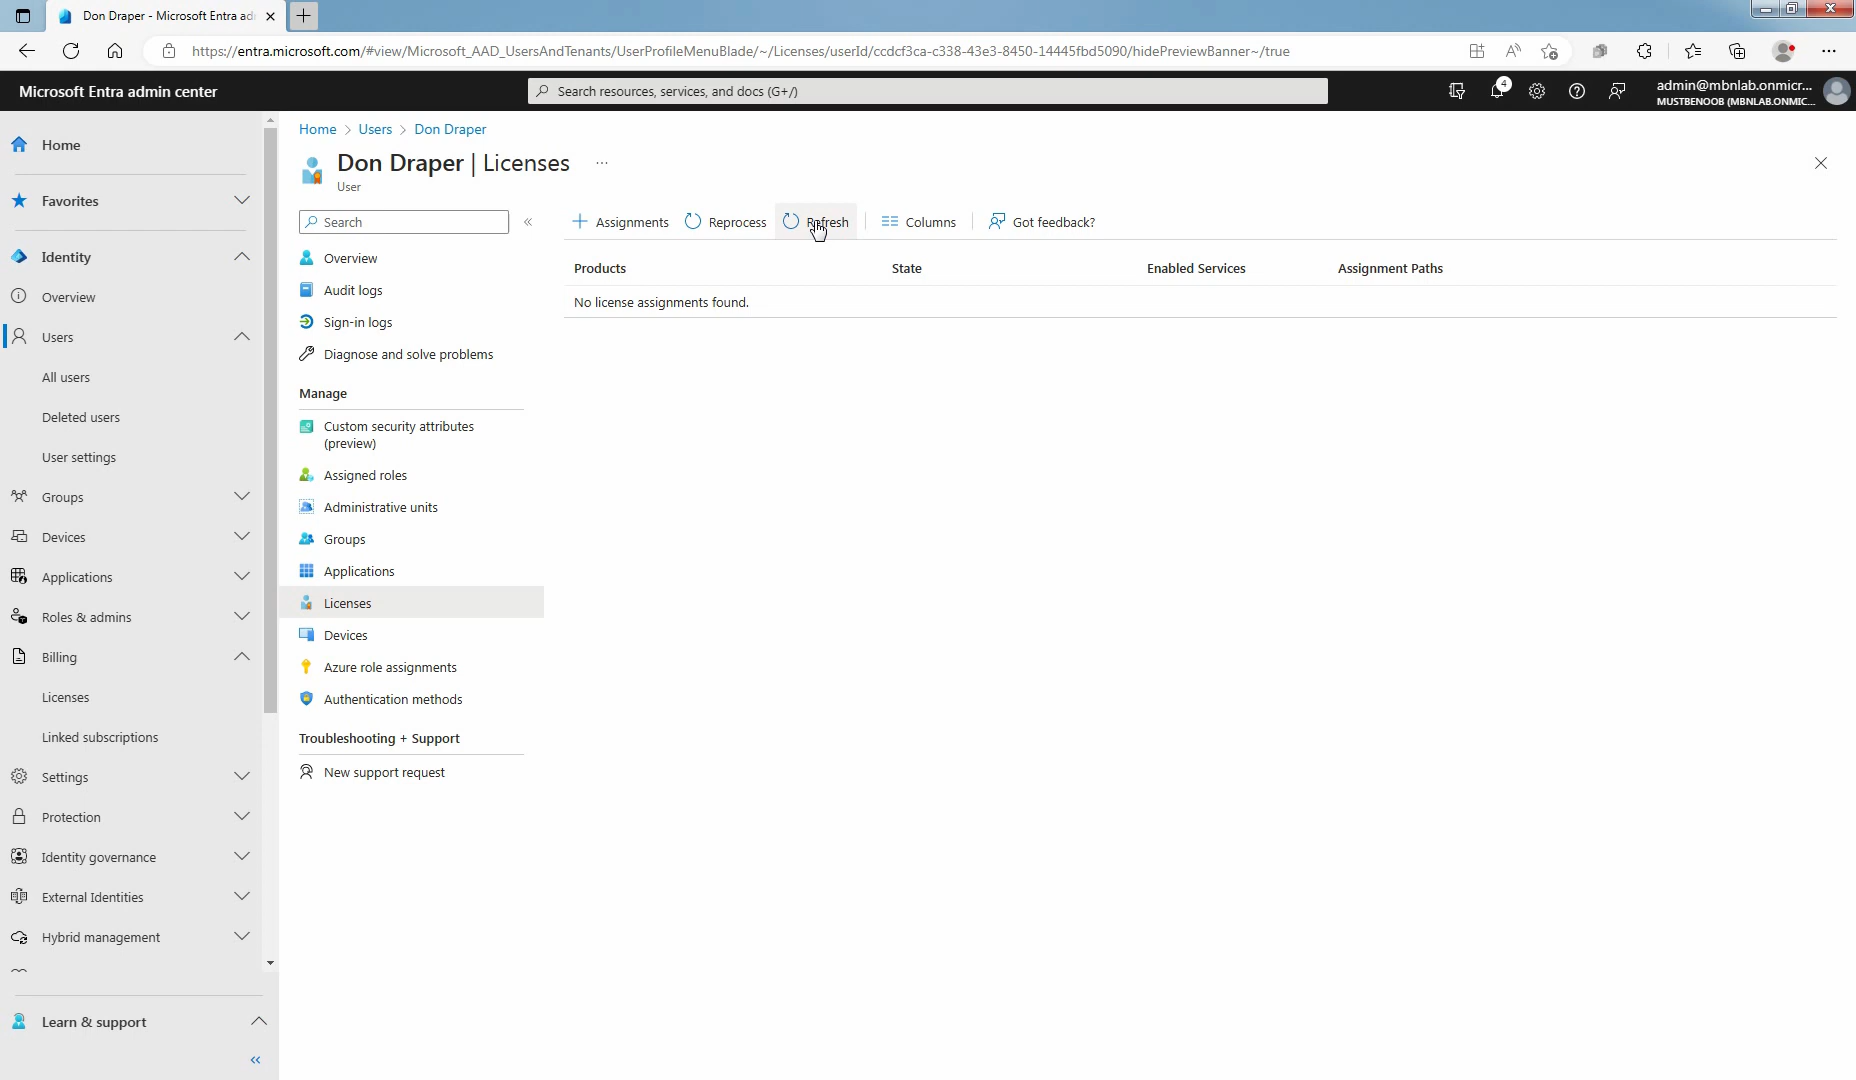 Don Draper - Microsoft Entra ad
https://entra.microsoft.com/#view/Microsoft_AAD_UsersAndTenants/UserProfileMenuBlade/~/Licenses/userId/ccdcf3ca-c338-43e3-8450-14445fbd5090/hidePreviewBanner~/true
Microsoft Entra admin center
Search resources, services, and docs (G+/)
4
admin@mbnlab.onmicr...
MUSTBENOOB (MBNLAB.ONMIC...
Home
Favorites
Identity
Overview
Users
All users
Deleted users
User settings
Groups
Devices
Applications
Roles & admins
Billing
Licenses
Linked subscriptions
Settings
Protection
Identity governance
External Identities
Hybrid management
Learn & support
Home > Users > Don Draper
Don Draper | Licenses ...
User
Search
Overview
Audit logs
Sign-in logs
Diagnose and solve problems
Manage
Custom security attributes
(preview)
Assigned roles
Administrative units
Groups
Applications
Licenses
Devices
Azure role assignments
Authentication methods
Troubleshooting + Support
New support request
Assignments Reprocess Refresh Columns Got feedback?
Products State Enabled Services Assignment Paths
No license assignments found.